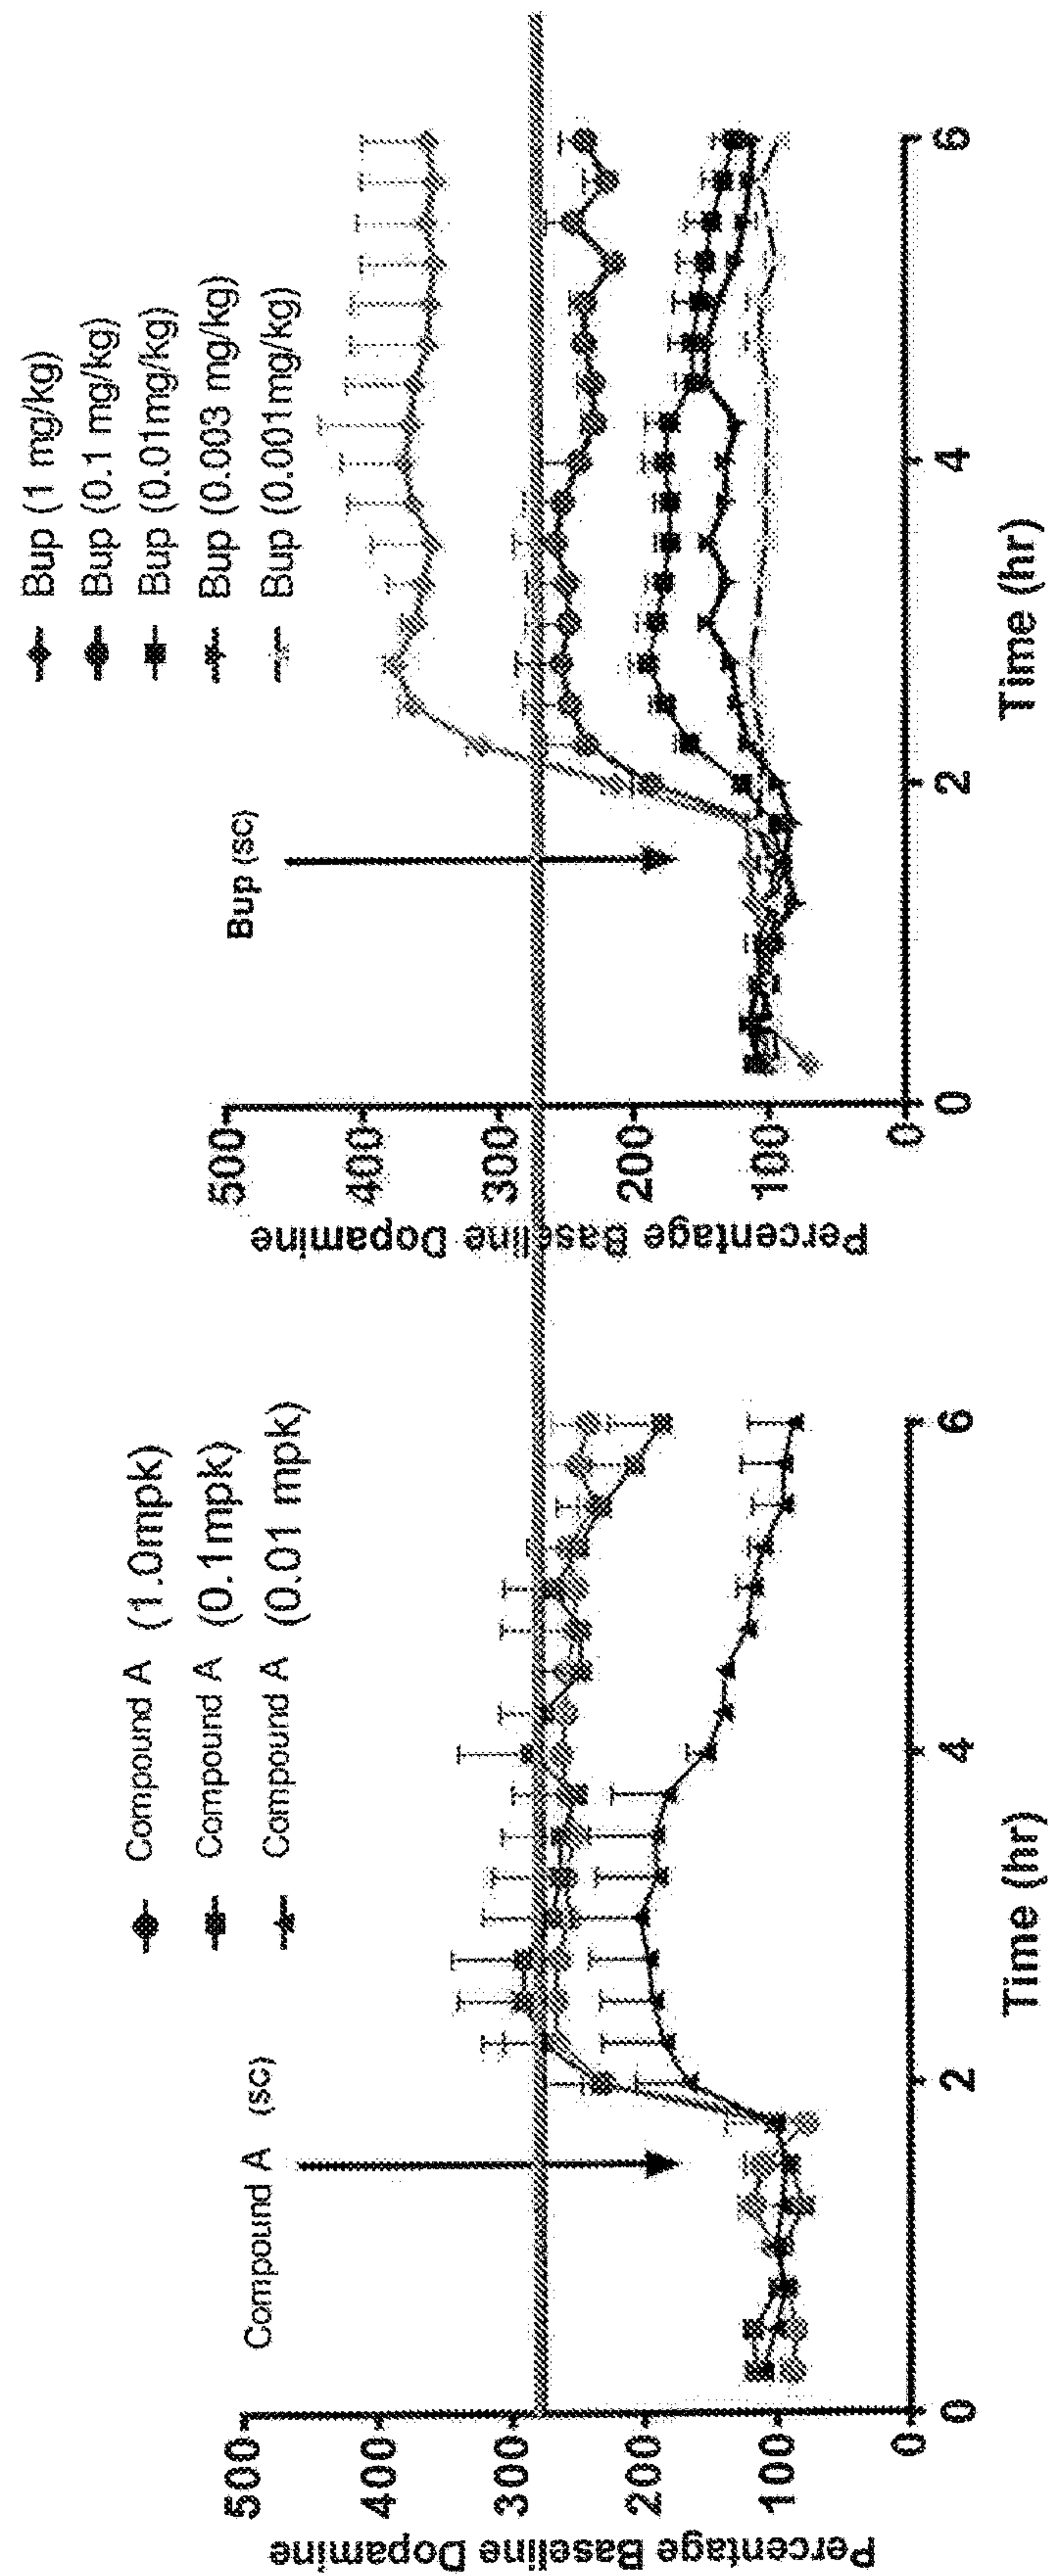 Compound A (1.0mpk)
Compound A (0.1mpk)
Compound A (0.01 mpk)
Compound A (sc)
Percentage Baseline Dopamine
500
400
300
200
100
0
0
2
4
6
Time (hr)
Bup (1 mg/kg)
Bup (0.1 mg/kg)
Bup (0.01mg/kg)
Bup (0.003 mg/kg)
Bup (0.001mg/kg)
Bup (sc)
Percentage Baseline Dopamine
500
400
300
200
100
0
0
2
4
6
Time (hr)